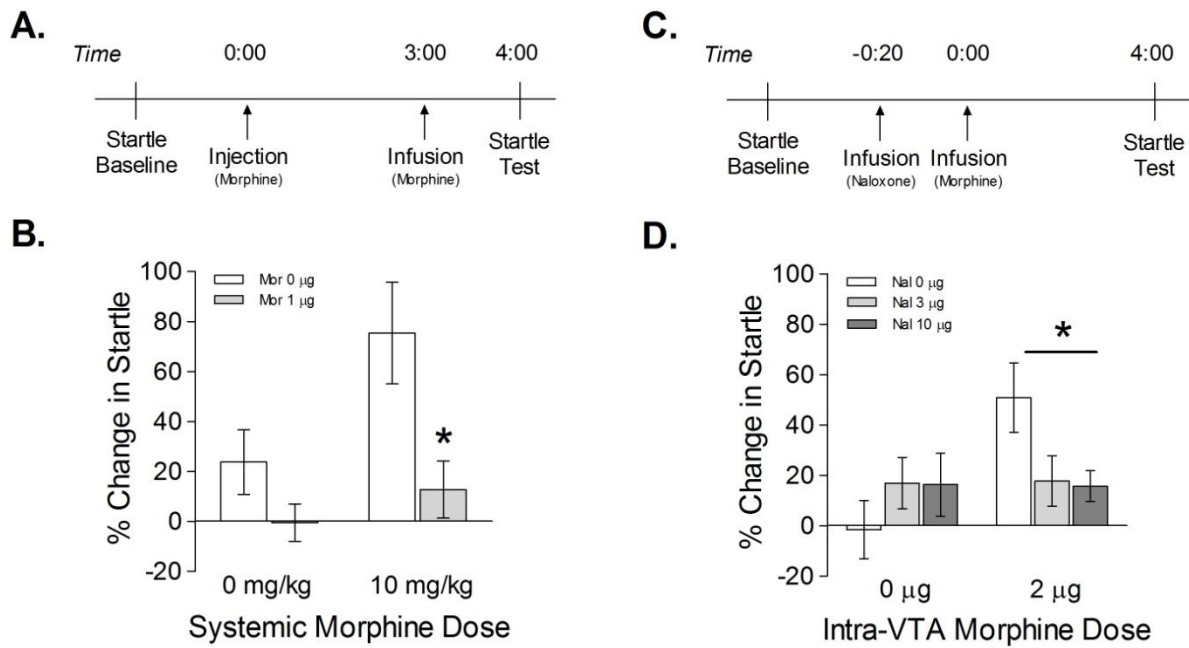 A.
Time 0:00 3:00 4:00
Startle Baseline
Injection (Morphine)
Infusion (Morphine)
Startle Test
C.
Time -0:20 0:00 4:00
Startle Baseline
Infusion (Naloxone)
Infusion (Morphine)
Startle Test
B.
% Change in Startle
100
80
60
40
20
0
-20
Mor 0 μg
Mor 1 μg
*
0 mg/kg 10 mg/kg
Systemic Morphine Dose
D.
% Change in Startle
100
80
60
40
20
0
-20
Nal 0 μg
Nal 3 μg
Nal 10 μg
*
0 μg 2 μg
Intra-VTA Morphine Dose